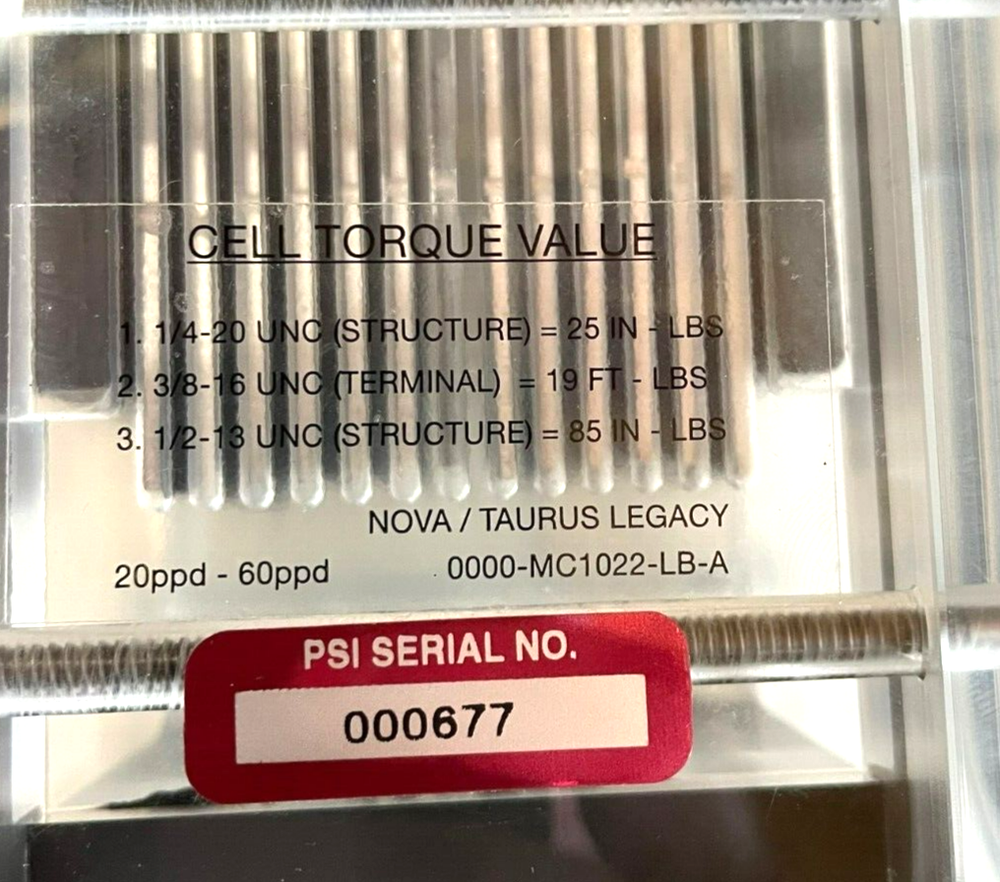 CELL TORQUE VALUE
1. 1/4-20 UNC (STRUCTURE) = 25 IN - LBS
2. 3/8-16 UNC (TERMINAL) = 19 FT - LBS
3. 1/2-13 UNC (STRUCTURE) = 85 IN - LBS
NOVA / TAURUS LEGACY
20ppd - 60ppd 0000-MC1022-LB-A
PSI SERIAL NO.
000677